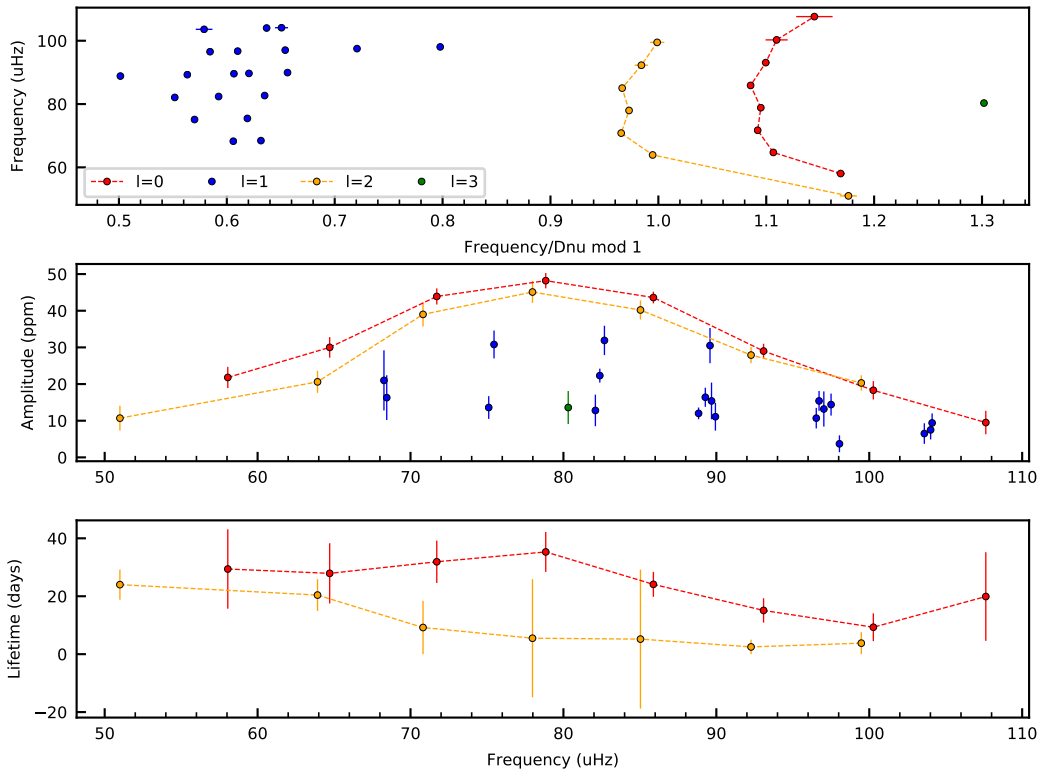 Frequency (uHz)
100
80
60
l=0 l=1 l=2 l=3
0.5 0.6 0.7 0.8 0.9 1.0 1.1 1.2 1.3
Frequency/Dnu mod 1
Amplitude (ppm)
50
40
30
20
10
0
50 60 70 80 90 100 110
Lifetime (days)
40
20
0
−20
50 60 70 80 90 100 110
Frequency (uHz)